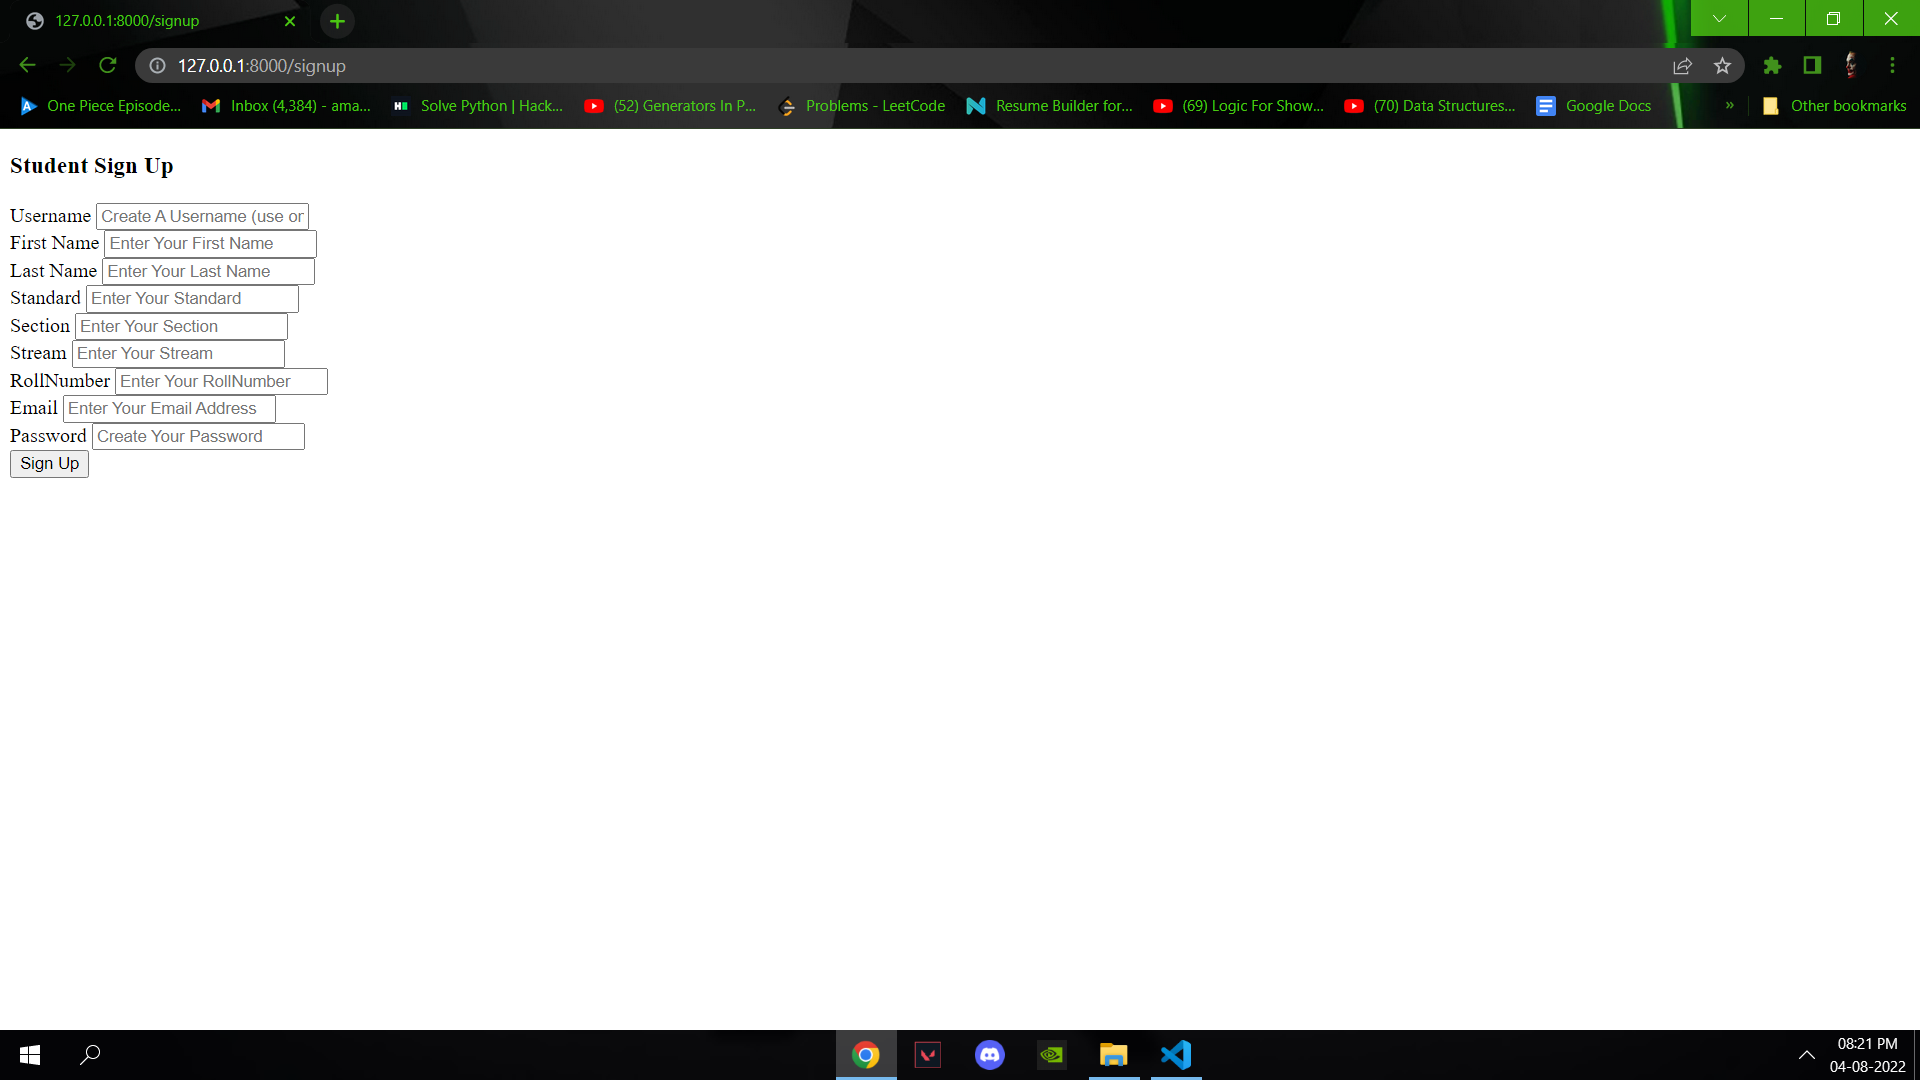 127.0.0.1:8000/signup
127.0.0.1:8000/signup
One Piece Episode... Inbox (4,384) - ama... Solve Python | Hack... (52) Generators In P... Problems - LeetCode Resume Builder for... (69) Logic For Show... (70) Data Structures... Google Docs » Other bookmarks
Student Sign Up
Username Create A Username (use or
First Name Enter Your First Name
Last Name Enter Your Last Name
Standard Enter Your Standard
Section Enter Your Section
Stream Enter Your Stream
RollNumber Enter Your RollNumber
Email Enter Your Email Address
Password Create Your Password
Sign Up
08:21 PM
04-08-2022